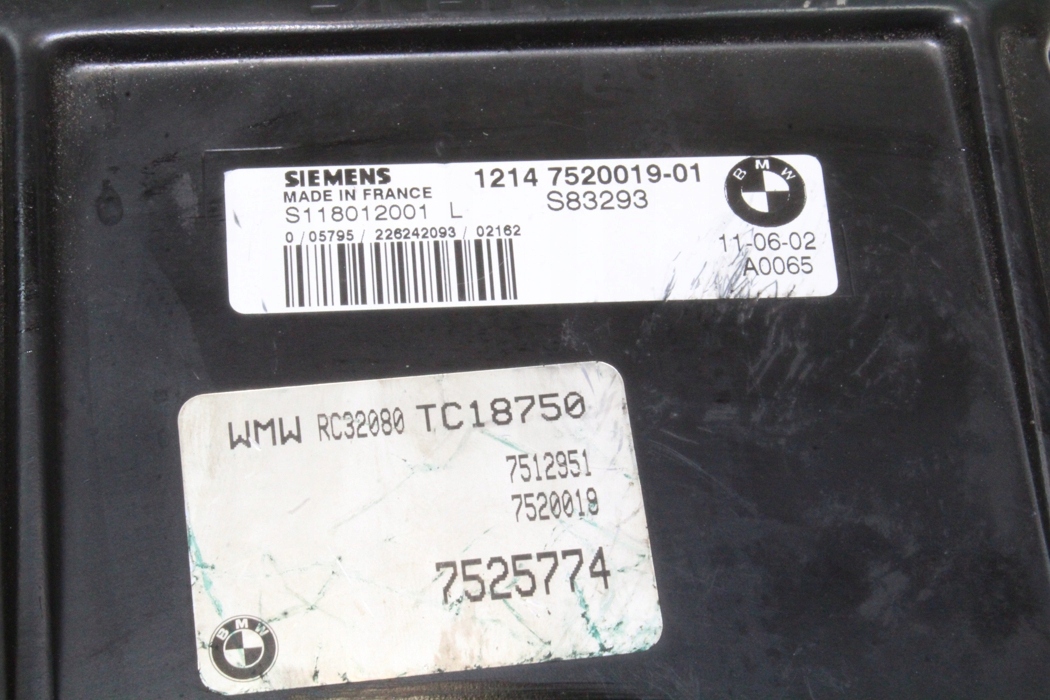 SIEMENS
MADE IN FRANCE
S118012001 L
0/05795/226242093/02162
1214 7520019-01
S83293
BMW
11-06-02
A0065
WMW RC32080 TC18750
7512951
7520019
7525774
BMW